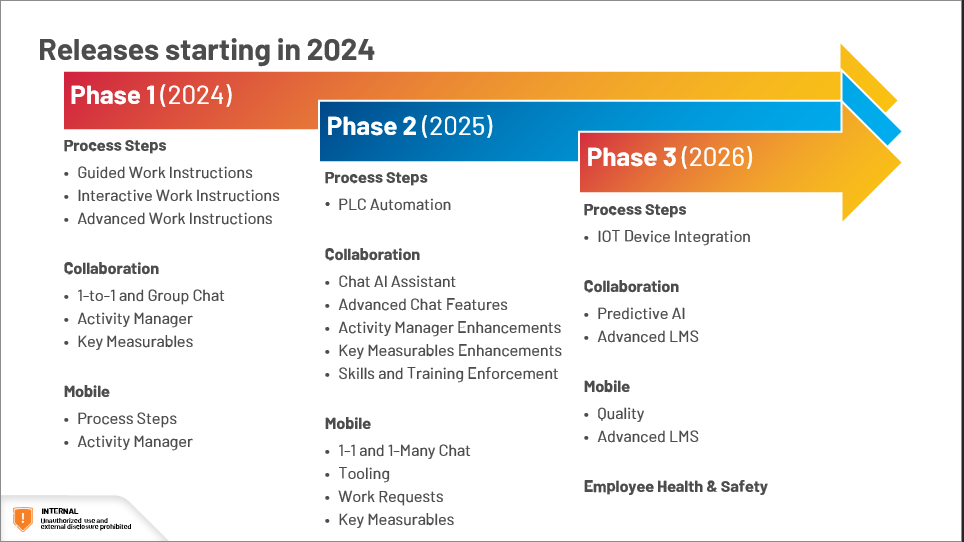 Releases starting in 2024
Phase 1 (2024)
Process Steps
• Guided Work Instructions
• Interactive Work Instructions
• Advanced Work Instructions
Collaboration
• 1-to-1 and Group Chat
• Activity Manager
• Key Measurables
Mobile
• Process Steps
• Activity Manager
Phase 2 (2025)
Process Steps
• PLC Automation
Collaboration
• Chat AI Assistant
• Advanced Chat Features
• Activity Manager Enhancements
• Key Measurables Enhancements
• Skills and Training Enforcement
Mobile
• 1-1 and 1-Many Chat
• Tooling
• Work Requests
• Key Measurables
Phase 3 (2026)
Process Steps
• IOT Device Integration
Collaboration
• Predictive AI
• Advanced LMS
Mobile
• Quality
• Advanced LMS
Employee Health & Safety
INTERNAL
Unauthorized use and
external disclosure prohibited